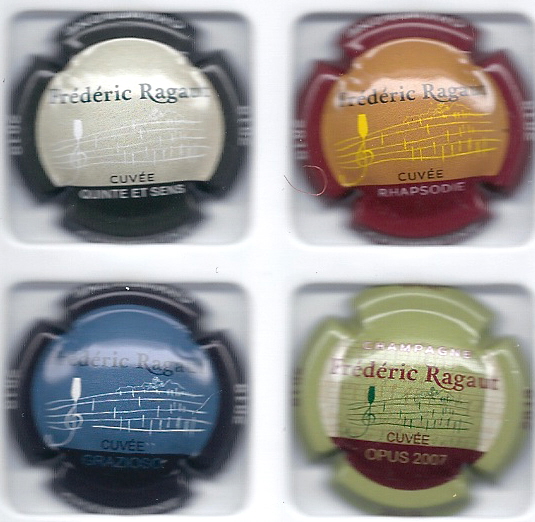 Frédéric Ragaut
CUVÉE
QUINTE ET SENS
Frédéric Ragaut
CUVÉE
RHAPSODIE
Frédéric Ragaut
CUVÉE
GRAZIOSO
CHAMPAGNE
Frédéric Ragaut
CUVÉE
OPUS 2007